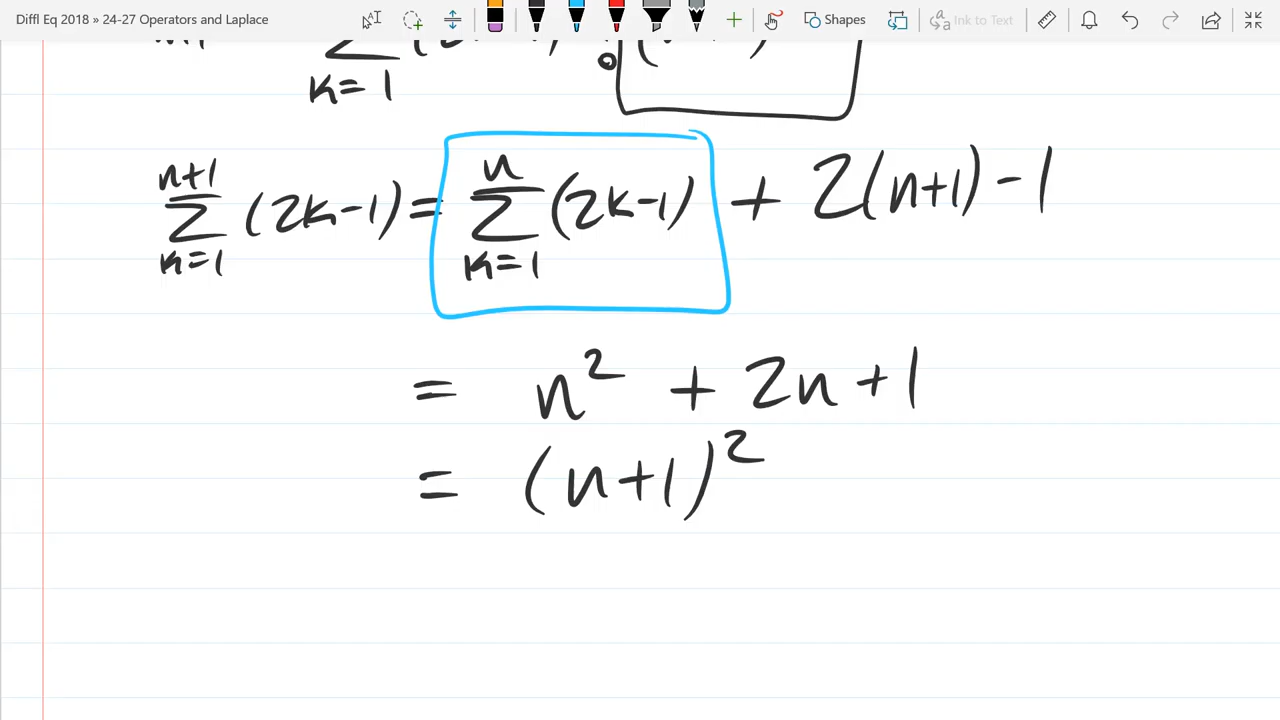 Diffl Eq 2018 » 24-27 Operators and Laplace Shapes Ink to Text
k=1
n+1 n
∑ (2k-1) = ∑ (2k-1) + 2(n+1) - 1
k=1 k=1
= n² + 2n + 1
= (n+1)²